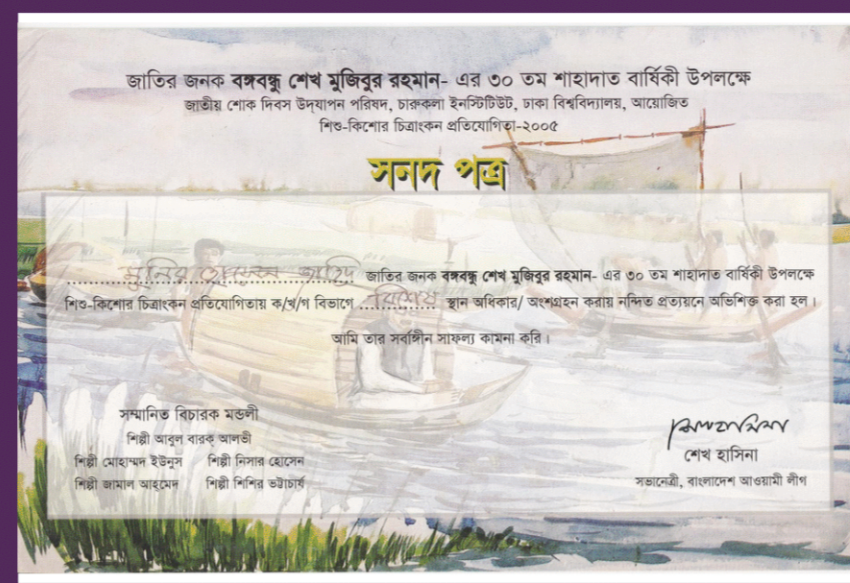 জাতির জনক বঙ্গবন্ধু শেখ মুজিবুর রহমান- এর ৩০ তম শাহাদাত বার্ষিকী উপলক্ষে
জাতীয় শোক দিবস উদ্‌যাপন পরিষদ, চারুকলা ইনস্টিটিউট, ঢাকা বিশ্ববিদ্যালয়, আয়োজিত
শিশু-কিশোর চিত্রাংকন প্রতিযোগিতা-২০০৫
সনদ পত্র
মুনির জাহিদ জাতির জনক বঙ্গবন্ধু শেখ মুজিবুর রহমান- এর ৩০ তম শাহাদাত বার্ষিকী উপলক্ষে
শিশু-কিশোর চিত্রাংকন প্রতিযোগিতায় ক/খ/গ বিভাগে বিশেষ স্থান অধিকার/ অংশগ্রহন করায় নন্দিত প্রত্যয়নে অভিশিক্ত করা হল।
আমি তার সর্বাঙ্গীন সাফল্য কামনা করি।
সম্মানিত বিচারক মন্ডলী
শিল্পী আবুল বারক্ আলভী
শিল্পী মোহাম্মদ ইউনুস শিল্পী নিসার হোসেন
শিল্পী জামাল আহ্‌মেদ শিল্পী শিশির ভট্টাচার্য
শেখ হাসিনা
শেখ হাসিনা
সভানেত্রী, বাংলাদেশ আওয়ামী লীগ